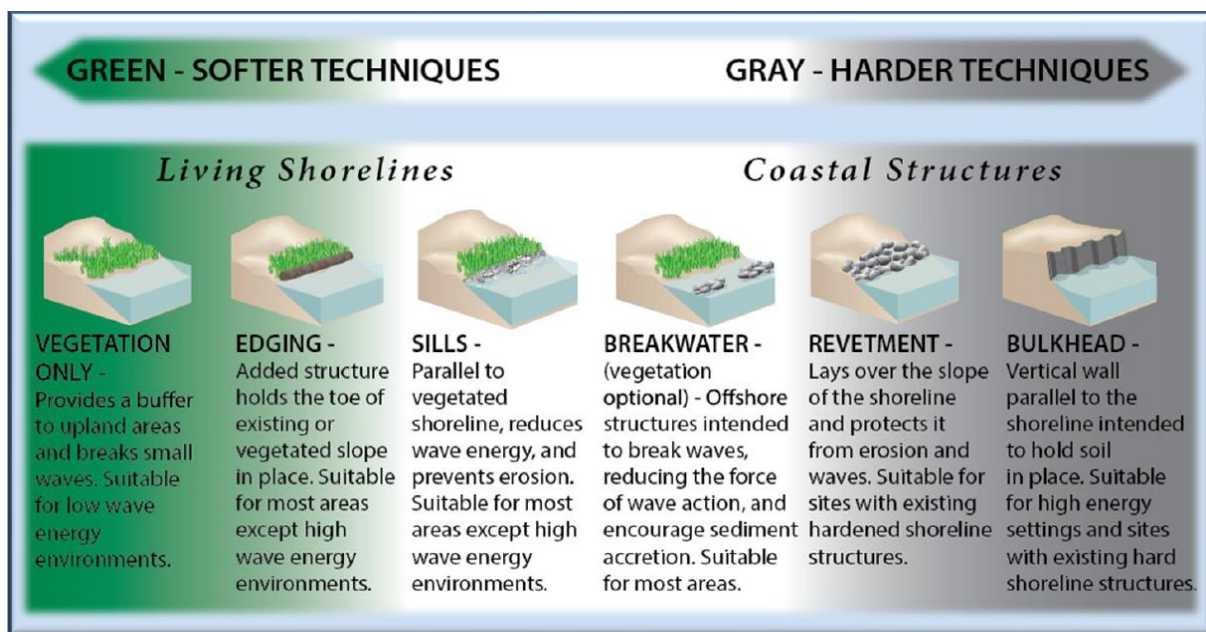 GREEN - SOFTER TECHNIQUES
GRAY - HARDER TECHNIQUES
Living Shorelines
Coastal Structures
VEGETATION
ONLY -
Provides a buffer
to upland areas
and breaks small
waves. Suitable
for low wave
energy
environments.
EDGING -
Added structure
holds the toe of
existing or
vegetated slope
in place. Suitable
for most areas
except high
wave energy
environments.
SILLS -
Parallel to
vegetated
shoreline, reduces
wave energy, and
prevents erosion.
Suitable for most
areas except high
wave energy
environments.
BREAKWATER -
(vegetation
optional) - Offshore
structures intended
to break waves,
reducing the force
of wave action, and
encourage sediment
accretion. Suitable
for most areas.
REVETMENT -
Lays over the slope
of the shoreline
and protects it
from erosion and
waves. Suitable for
sites with existing
hardened shoreline
structures.
BULKHEAD -
Vertical wall
parallel to the
shoreline intended
to hold soil
in place. Suitable
for high energy
settings and sites
with existing hard
shoreline structures.